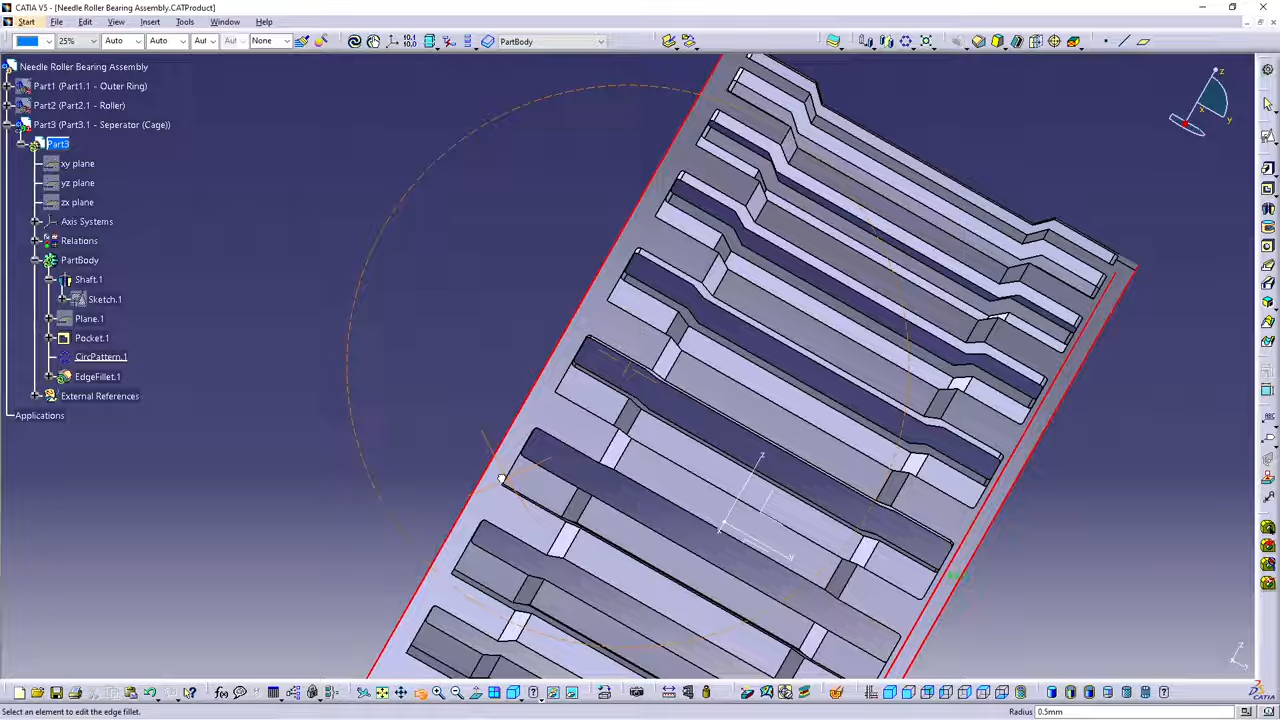 CATIA V5 - [Needle Roller Bearing Assembly.CATProduct]
Start File Edit View Insert Tools Window Help
25% Auto Auto Aut Aut None PartBody
Needle Roller Bearing Assembly
Part1 (Part1.1 - Outer Ring)
Part2 (Part2.1 - Roller)
Part3 (Part3.1 - Seperator (Cage))
Part3
xy plane
yz plane
zx plane
Axis Systems
Relations
PartBody
Shaft.1
Sketch.1
Plane.1
Pocket.1
CircPattern.1
EdgeFillet.1
External References
Applications
z
x
y
z
Select an element to edit the edge fillet.
Radius 0.5mm
CATIA